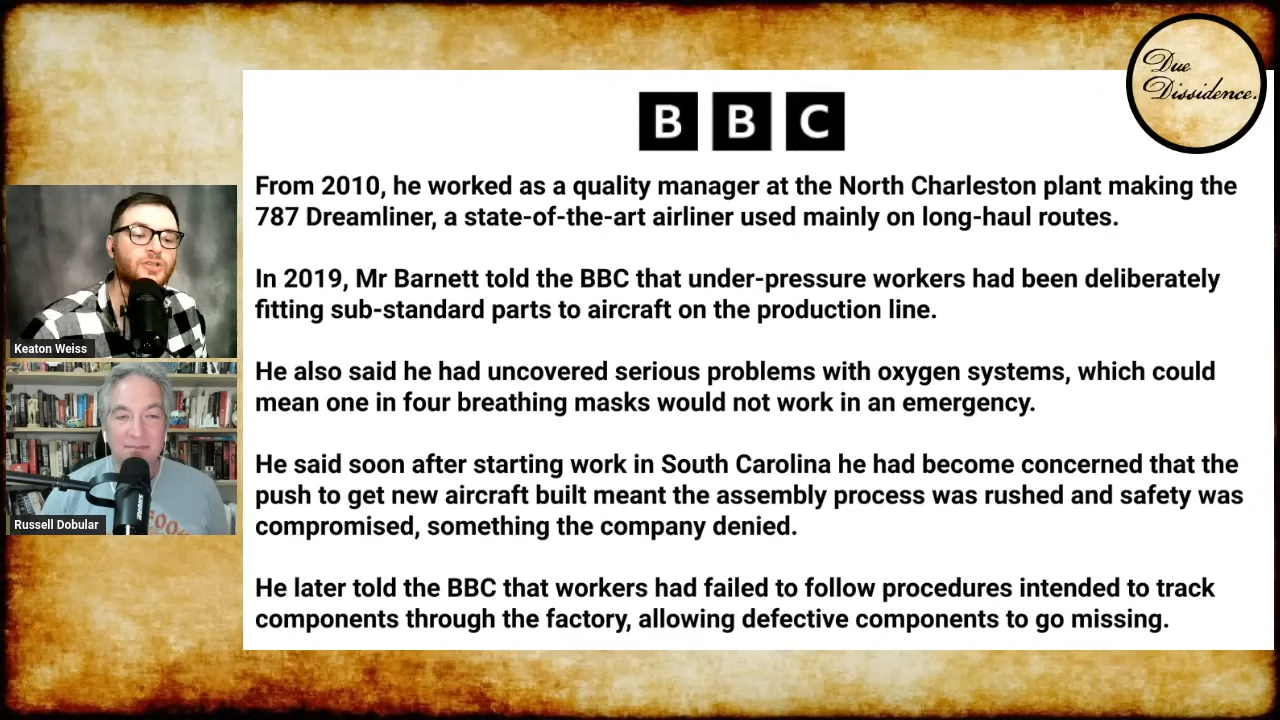 Due
Dissidence.
BBC
From 2010, he worked as a quality manager at the North Charleston plant making the
787 Dreamliner, a state-of-the-art airliner used mainly on long-haul routes.
In 2019, Mr Barnett told the BBC that under-pressure workers had been deliberately
fitting sub-standard parts to aircraft on the production line.
He also said he had uncovered serious problems with oxygen systems, which could
mean one in four breathing masks would not work in an emergency.
He said soon after starting work in South Carolina he had become concerned that the
push to get new aircraft built meant the assembly process was rushed and safety was
compromised, something the company denied.
He later told the BBC that workers had failed to follow procedures intended to track
components through the factory, allowing defective components to go missing.
Keaton Weiss
Russell Dobular